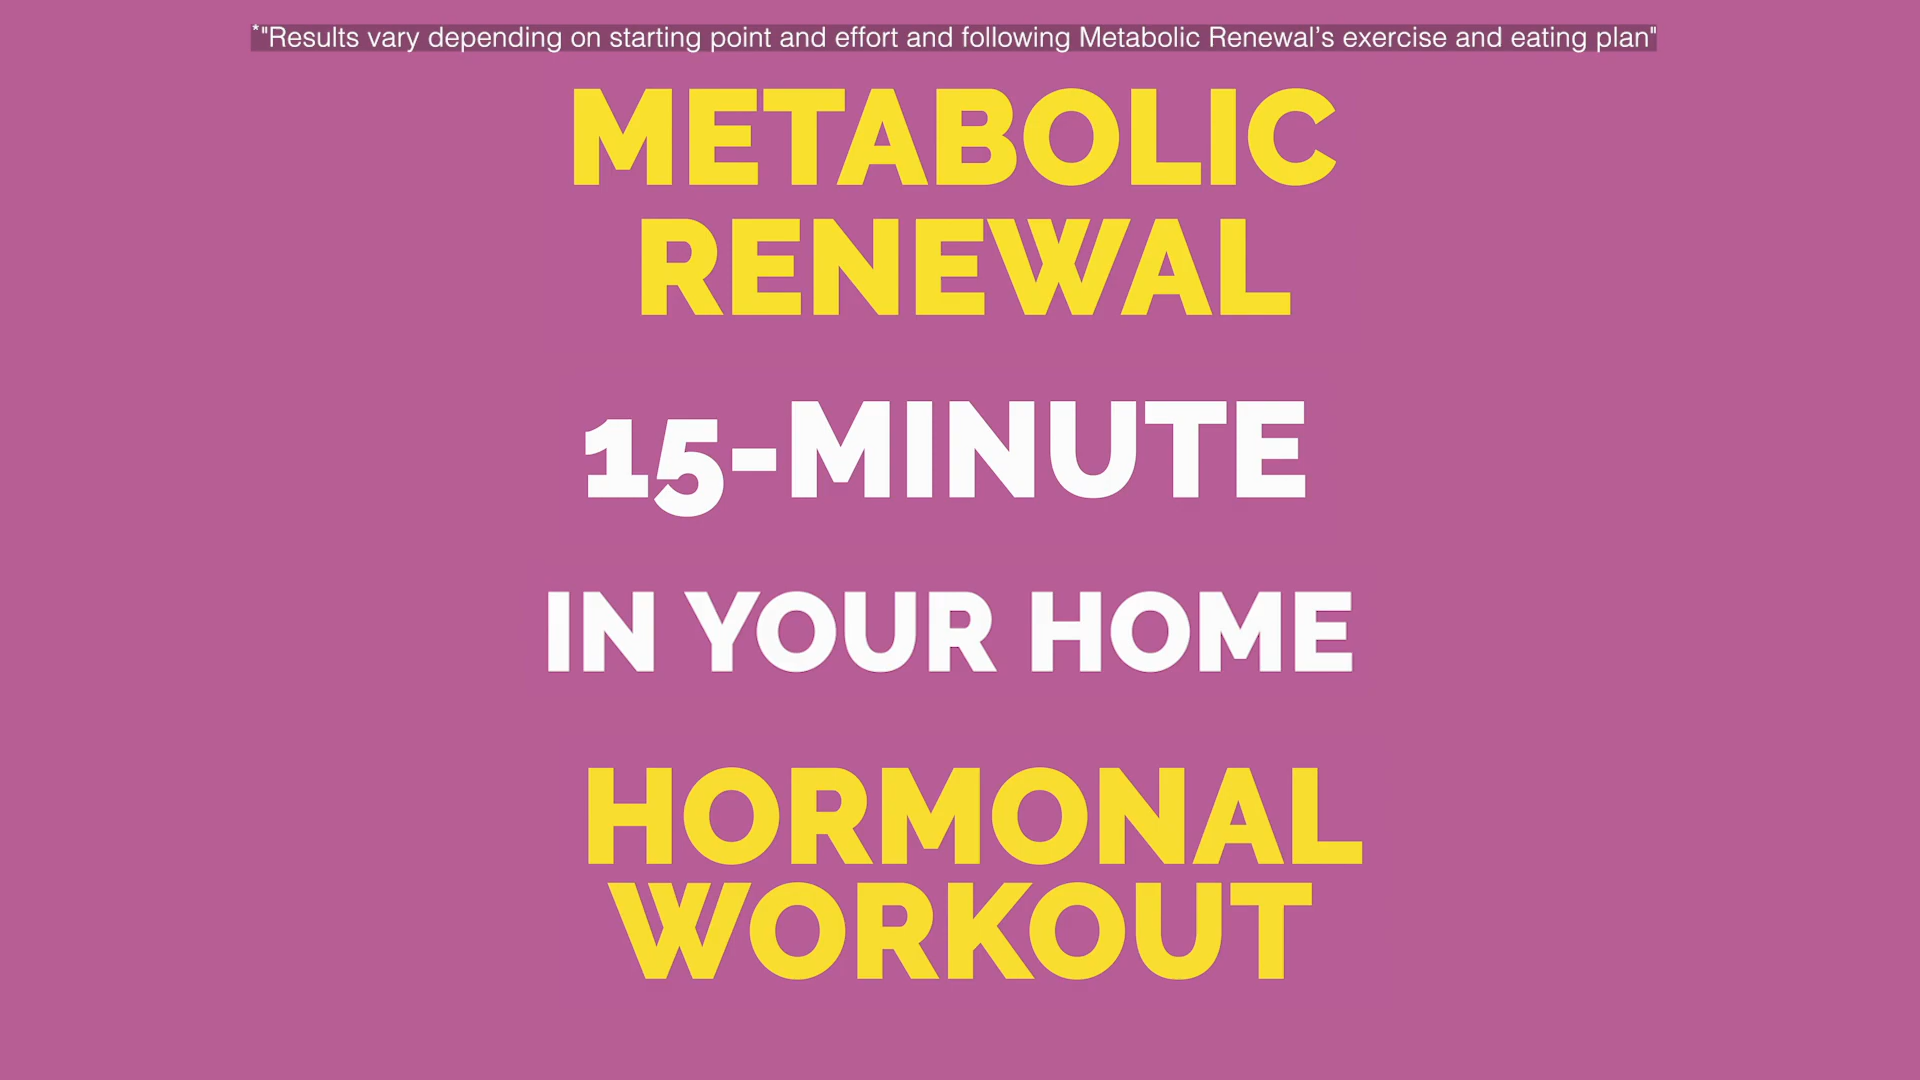 *"Results vary depending on starting point and effort and following Metabolic Renewal's exercise and eating plan"
METABOLIC
RENEWAL
15-MINUTE
IN YOUR HOME
HORMONAL
WORKOUT